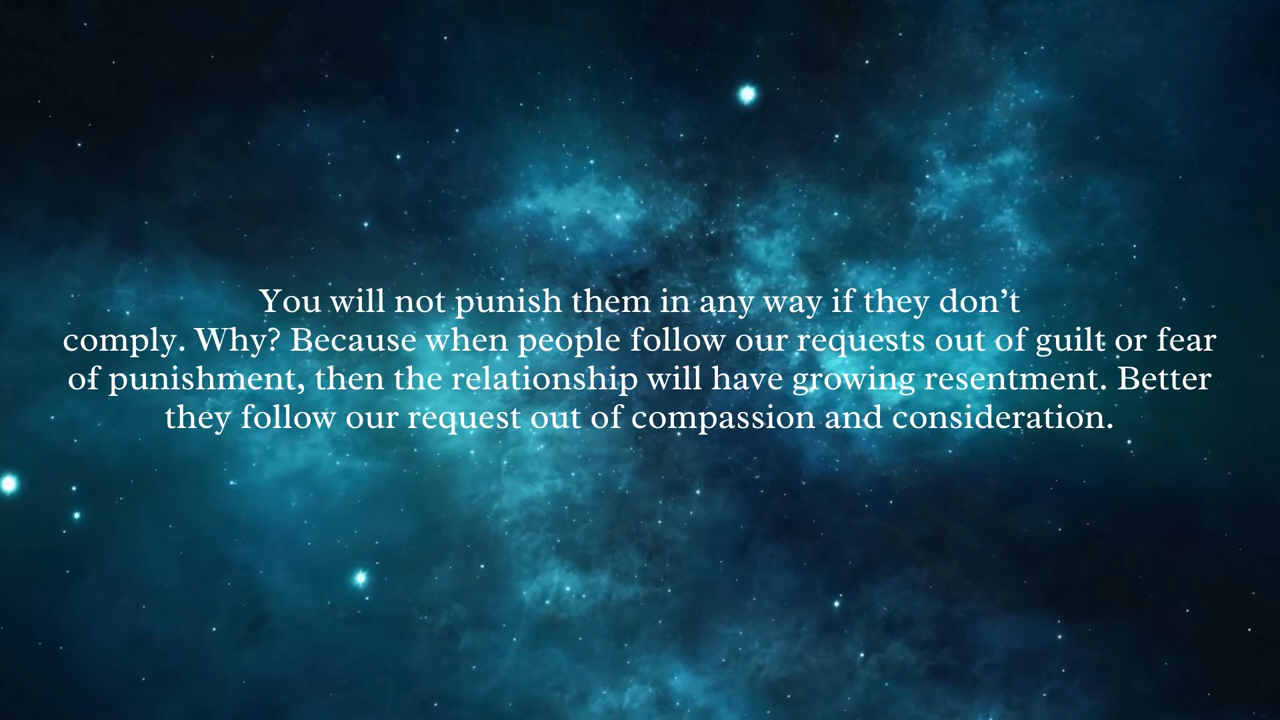 You will not punish them in any way if they don’t
comply. Why? Because when people follow our requests out of guilt or fear
of punishment, then the relationship will have growing resentment. Better
they follow our request out of compassion and consideration.